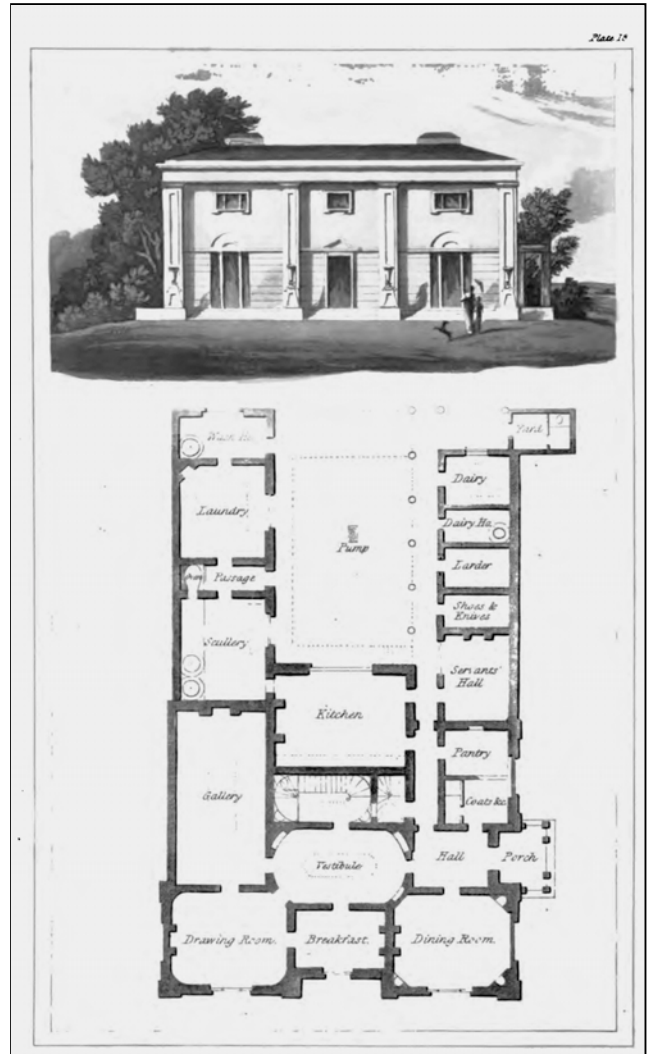 Plate 18
Wash Ho.
Yard
Laundry
Dairy
Dairy Ho.
Pump
Larder
Passage
Shoes &
Knives
Scullery
Servants'
Hall
Kitchen
Pantry
Gallery
Coats &c.
Vestibule
Hall
Porch
Drawing Room.
Breakfast.
Dining Room.